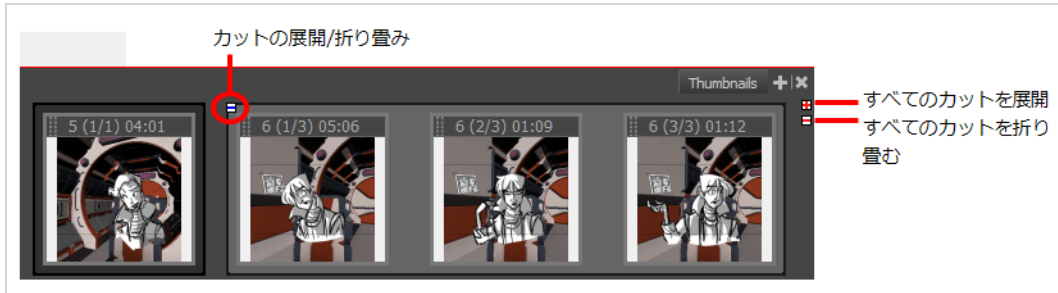 カットの展開/折り畳み
Thumbnails
すべてのカットを展開
すべてのカットを折り
畳む
5 (1/1) 04:01
6 (1/3) 05:06
6 (2/3) 01:09
6 (3/3) 01:12